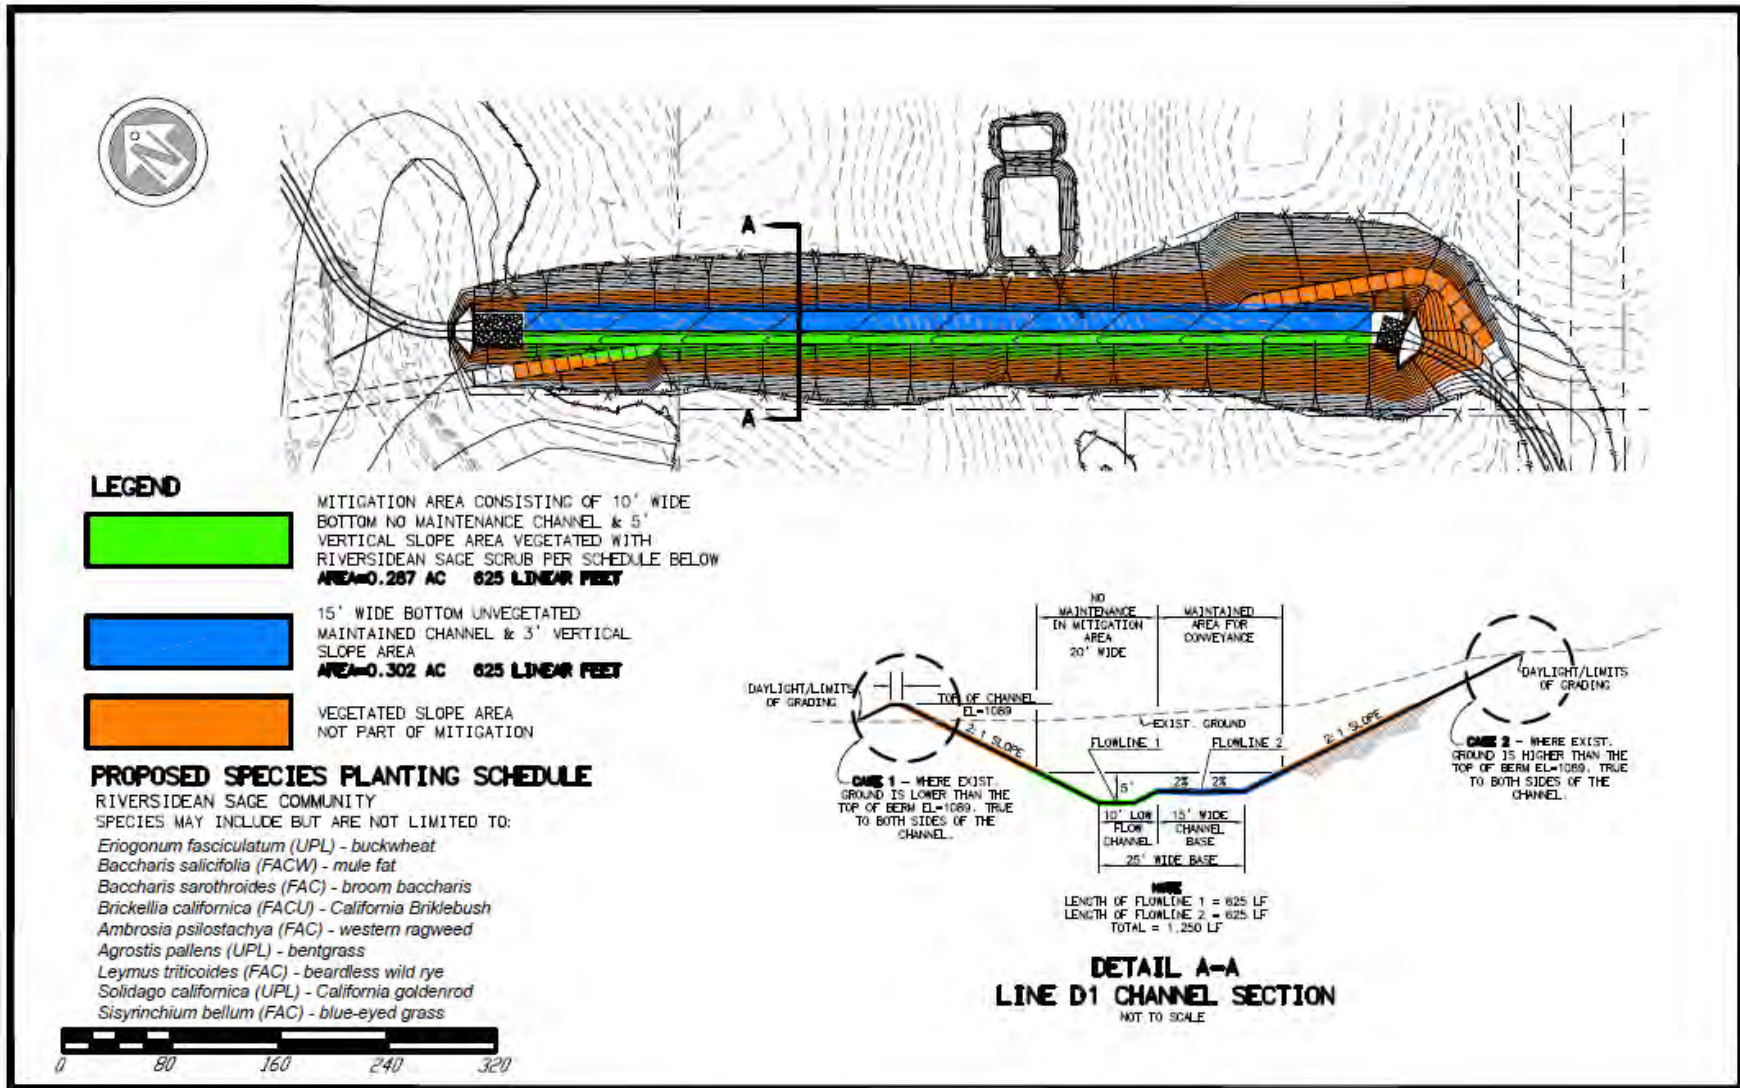 A
A
LEGEND
MITIGATION AREA CONSISTING OF 10' WIDE
BOTTOM NO MAINTENANCE CHANNEL & 5'
VERTICAL SLOPE AREA VEGETATED WITH
RIVERSIDEAN SAGE SCRUB PER SCHEDULE BELOW
AREA=0.287 AC 625 LINEAR FEET
15' WIDE BOTTOM UNVEGETATED
MAINTAINED CHANNEL & 3' VERTICAL
SLOPE AREA
AREA=0.302 AC 625 LINEAR FEET
VEGETATED SLOPE AREA
NOT PART OF MITIGATION
PROPOSED SPECIES PLANTING SCHEDULE
RIVERSIDEAN SAGE COMMUNITY
SPECIES MAY INCLUDE BUT ARE NOT LIMITED TO:
Eriogonum fasciculatum (UPL) - buckwheat
Baccharis salicifolia (FACW) - mule fat
Baccharis sarothroides (FAC) - broom baccharis
Brickellia californica (FACU) - California Briklebush
Ambrosia psilostachya (FAC) - western ragweed
Agrostis pallens (UPL) - bentgrass
Leymus triticoides (FAC) - beardless wild rye
Solidago californica (UPL) - California goldenrod
Sisyrinchium bellum (FAC) - blue-eyed grass
0 80 160 240 320
NO
MAINTENANCE
IN MITIGATION
AREA
20' WIDE
MAINTAINED
AREA FOR
CONVEYANCE
DAYLIGHT/LIMITS
OF GRADING
TOP OF CHANNEL
EL=1089
2:1 SLOPE
EXIST. GROUND
FLOWLINE 1
FLOWLINE 2
2:1 SLOPE
DAYLIGHT/LIMITS
OF GRADING
CASE 1 - WHERE EXIST.
GROUND IS LOWER THAN THE
TOP OF BERM EL=1089. TRUE
TO BOTH SIDES OF THE
CHANNEL.
CASE 2 - WHERE EXIST.
GROUND IS HIGHER THAN THE
TOP OF BERM EL=1089. TRUE
TO BOTH SIDES OF THE
CHANNEL.
5'
2% 2%
10' LOW
FLOW
CHANNEL
15' WIDE
CHANNEL
BASE
25' WIDE BASE
NOTE
LENGTH OF FLOWLINE 1 = 625 LF
LENGTH OF FLOWLINE 2 = 625 LF
TOTAL = 1,250 LF
DETAIL A-A
LINE D1 CHANNEL SECTION
NOT TO SCALE